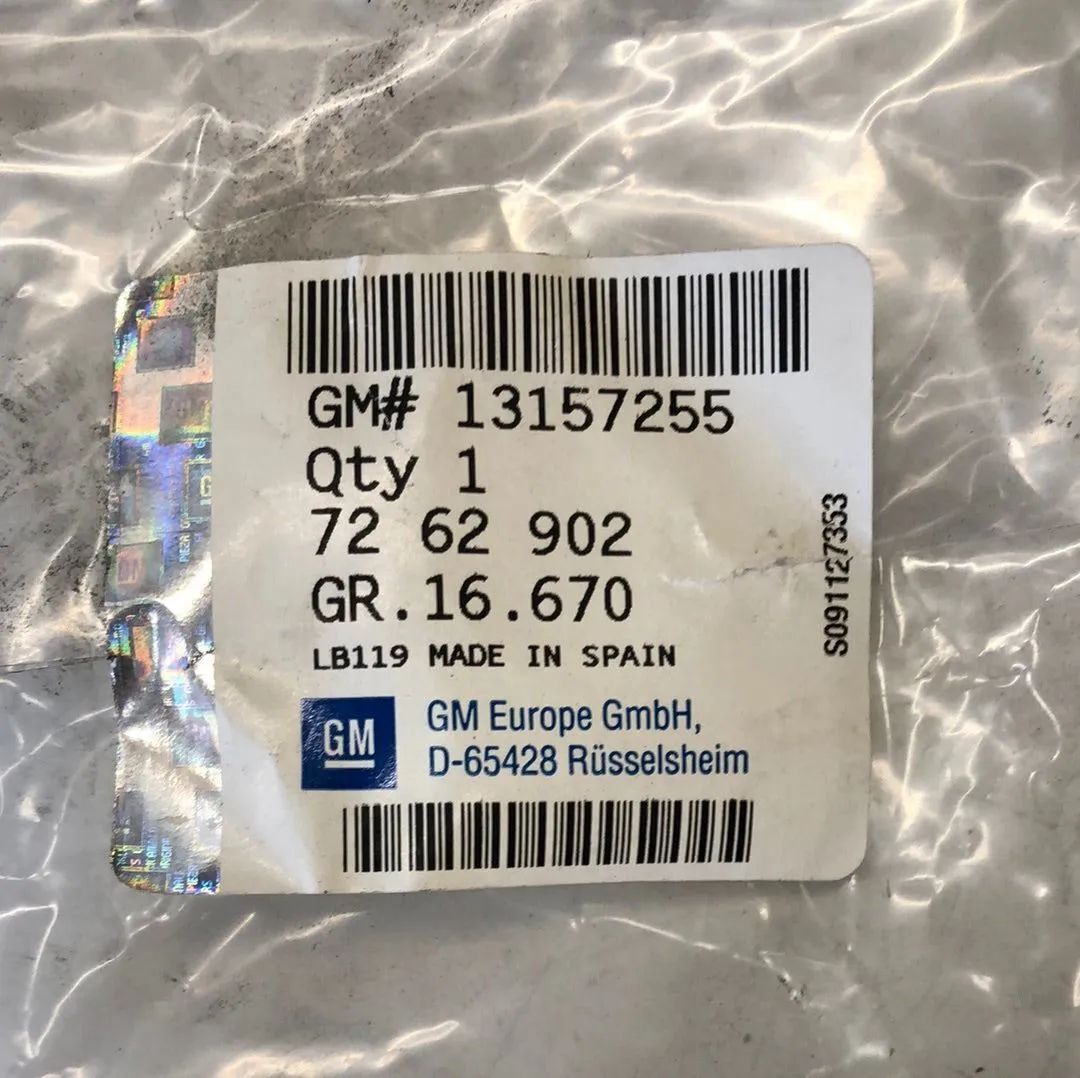 GM# 13157255
Qty 1
72 62 902
GR.16.670
LB119 MADE IN SPAIN
S091127353
GM
GM Europe GmbH,
D-65428 Rüsselsheim